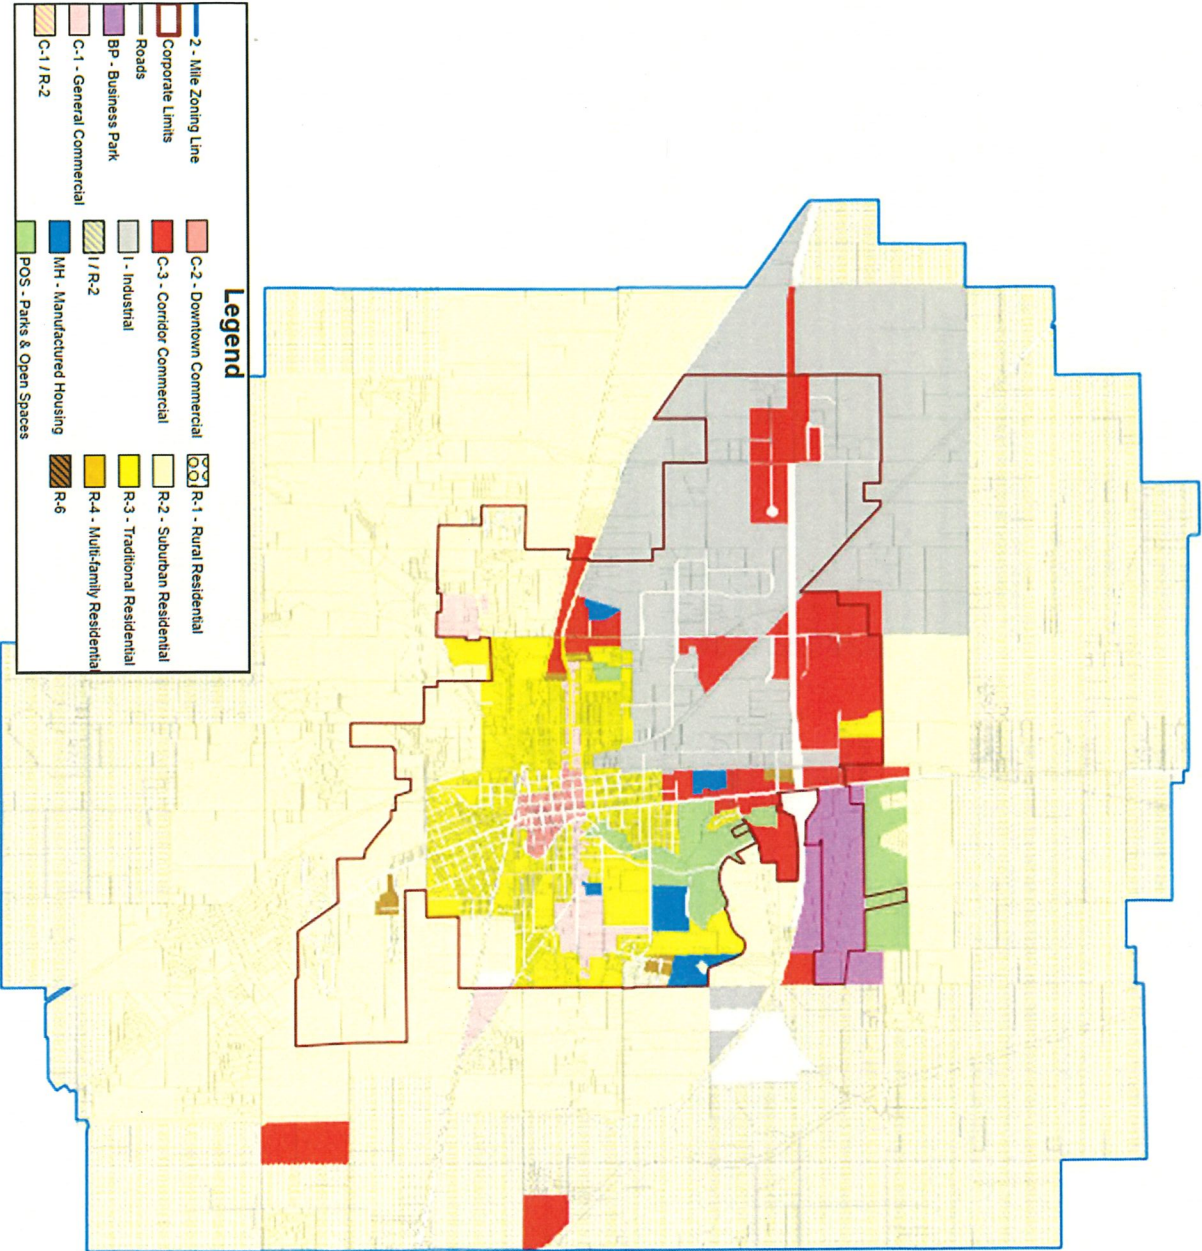 Legend
2 - Mile Zoning Line
Corporate Limits
Roads
BP - Business Park
C-1 - General Commercial
C-1 / R-2
C-2 - Downtown Commercial
C-3 - Corridor Commercial
I - Industrial
I / R-2
MH - Manufactured Housing
POS - Parks & Open Spaces
R-1 - Rural Residential
R-2 - Suburban Residential
R-3 - Traditional Residential
R-4 - Multi-family Residential
R-6